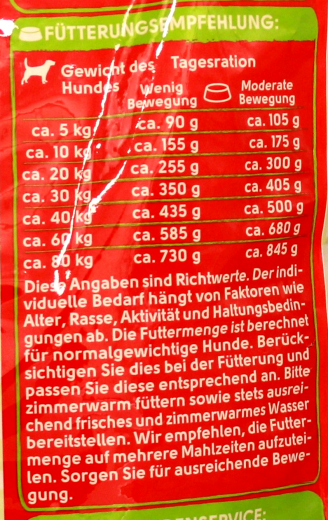 FÜTTERUNGSEMPFEHLUNG:
Gewicht des Tagesration
Hundes Wenig Moderate
Bewegung Bewegung
ca. 5 kg ca. 90 g ca. 105 g
ca. 10 kg ca. 155 g ca. 175 g
ca. 20 kg ca. 255 g ca. 300 g
ca. 30 kg ca. 350 g ca. 405 g
ca. 40 kg ca. 435 g ca. 500 g
ca. 60 kg ca. 585 g ca. 680 g
ca. 80 kg ca. 730 g ca. 845 g
Diese Angaben sind Richtwerte. Der indi-
viduelle Bedarf hängt von Faktoren wie
Alter, Rasse, Aktivität und Haltungsbedin-
gungen ab. Die Futtermenge ist berechnet
für normalgewichtige Hunde. Berück-
sichtigen Sie dies bei der Fütterung und
passen Sie diese entsprechend an. Bitte
zimmerwarm füttern sowie stets ausrei-
chend frisches und zimmerwarmes Wasser
bereitstellen. Wir empfehlen, die Futter-
menge auf mehrere Mahlzeiten aufzutei-
len. Sorgen Sie für ausreichende Bewe-
gung.